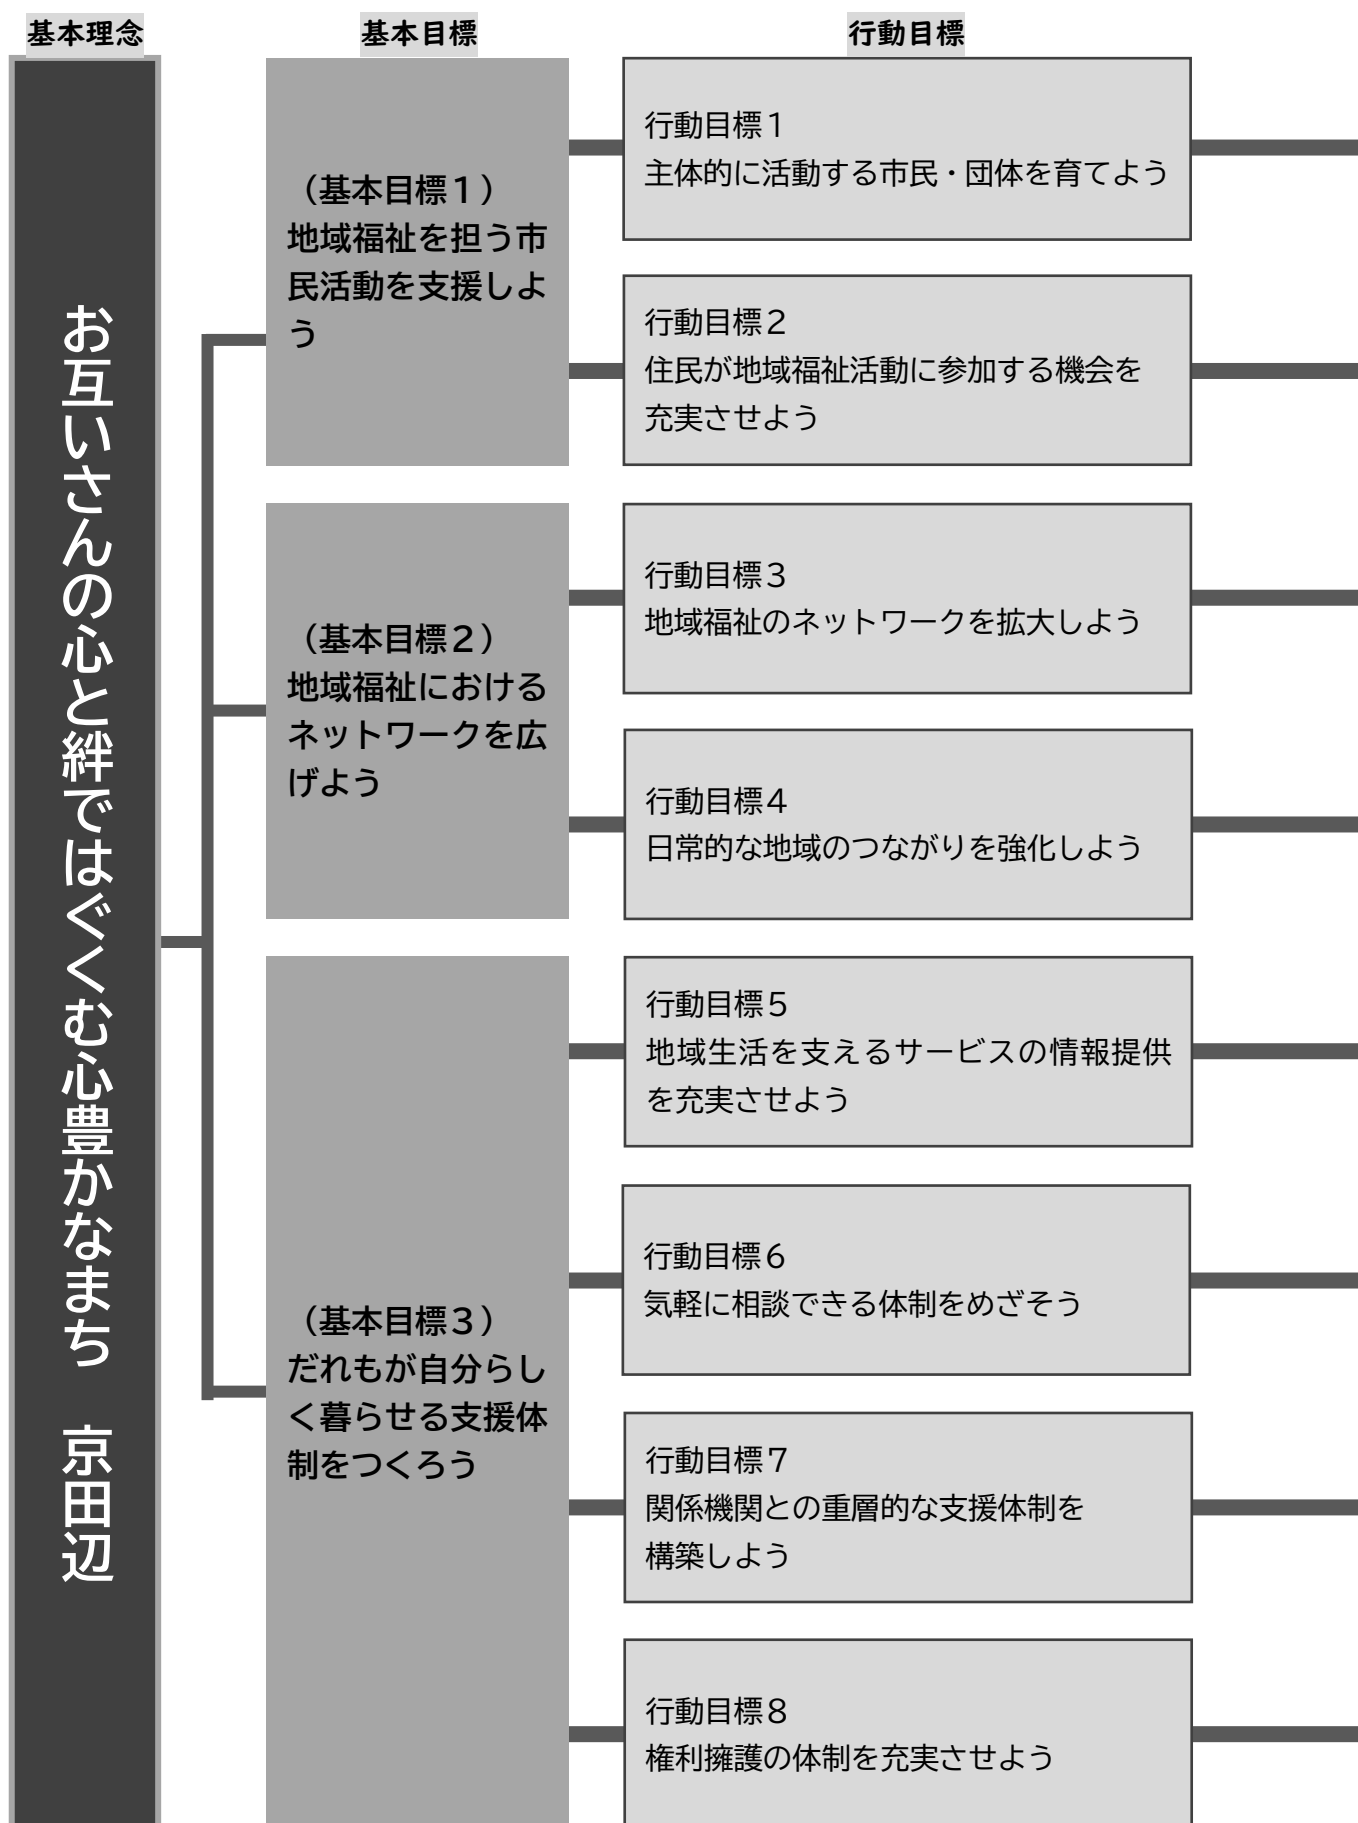 基本理念
基本目標
行動目標
お互いさんの心と絆ではぐくむ心豊かなまち　京田辺
（基本目標１）
地域福祉を担う市
民活動を支援しよ
う
行動目標１
主体的に活動する市民・団体を育てよう
行動目標２
住民が地域福祉活動に参加する機会を
充実させよう
（基本目標２）
地域福祉における
ネットワークを広
げよう
行動目標３
地域福祉のネットワークを拡大しよう
行動目標４
日常的な地域のつながりを強化しよう
（基本目標３）
だれもが自分らし
く暮らせる支援体
制をつくろう
行動目標５
地域生活を支えるサービスの情報提供
を充実させよう
行動目標６
気軽に相談できる体制をめざそう
行動目標７
関係機関との重層的な支援体制を
構築しよう
行動目標８
権利擁護の体制を充実させよう